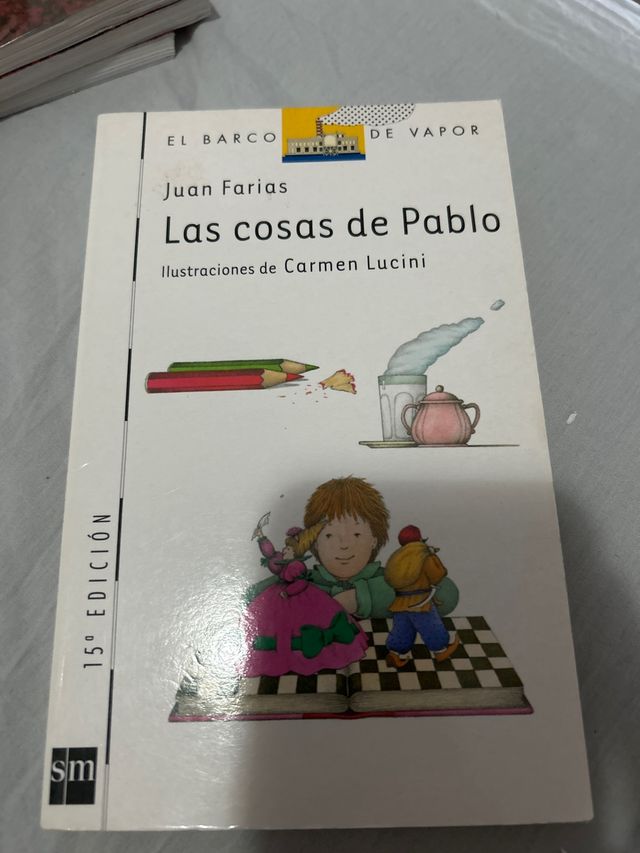 EL BARCO DE VAPOR
Juan Farias
Las cosas de Pablo
Ilustraciones de Carmen Lucini
15ª EDICIÓN
sm